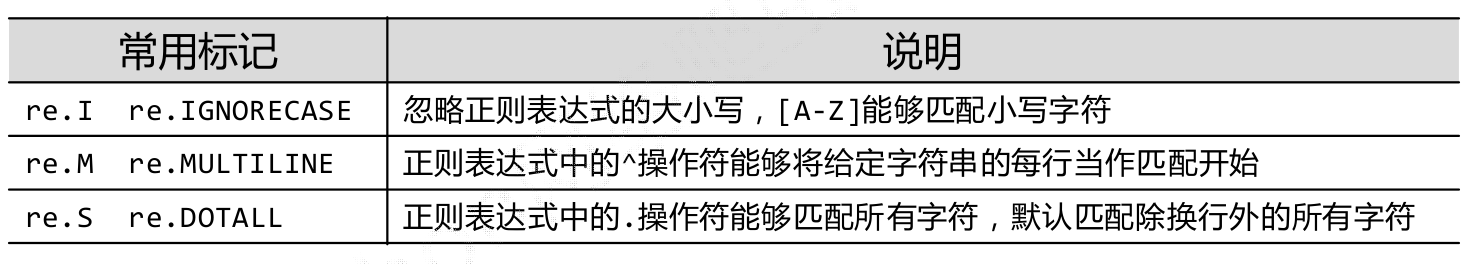 常用标记 说明
re.I re.IGNORECASE 忽略正则表达式的大小写，[A‐Z]能够匹配小写字符
re.M re.MULTILINE 正则表达式中的^操作符能够将给定字符串的每行当作匹配开始
re.S re.DOTALL 正则表达式中的.操作符能够匹配所有字符，默认匹配除换行外的所有字符